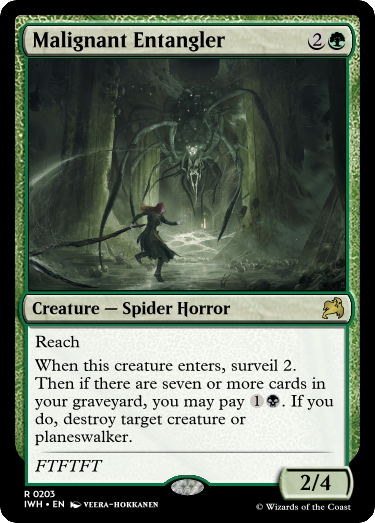 Malignant Entangler 2
Creature — Spider Horror
Reach
When this creature enters, surveil 2.
Then if there are seven or more cards in
your graveyard, you may pay 1. If you
do, destroy target creature or
planeswalker.
FTFTFT
2/4
R 0203
IWH • EN VEERA-HOKKANEN
© Wizards of the Coast